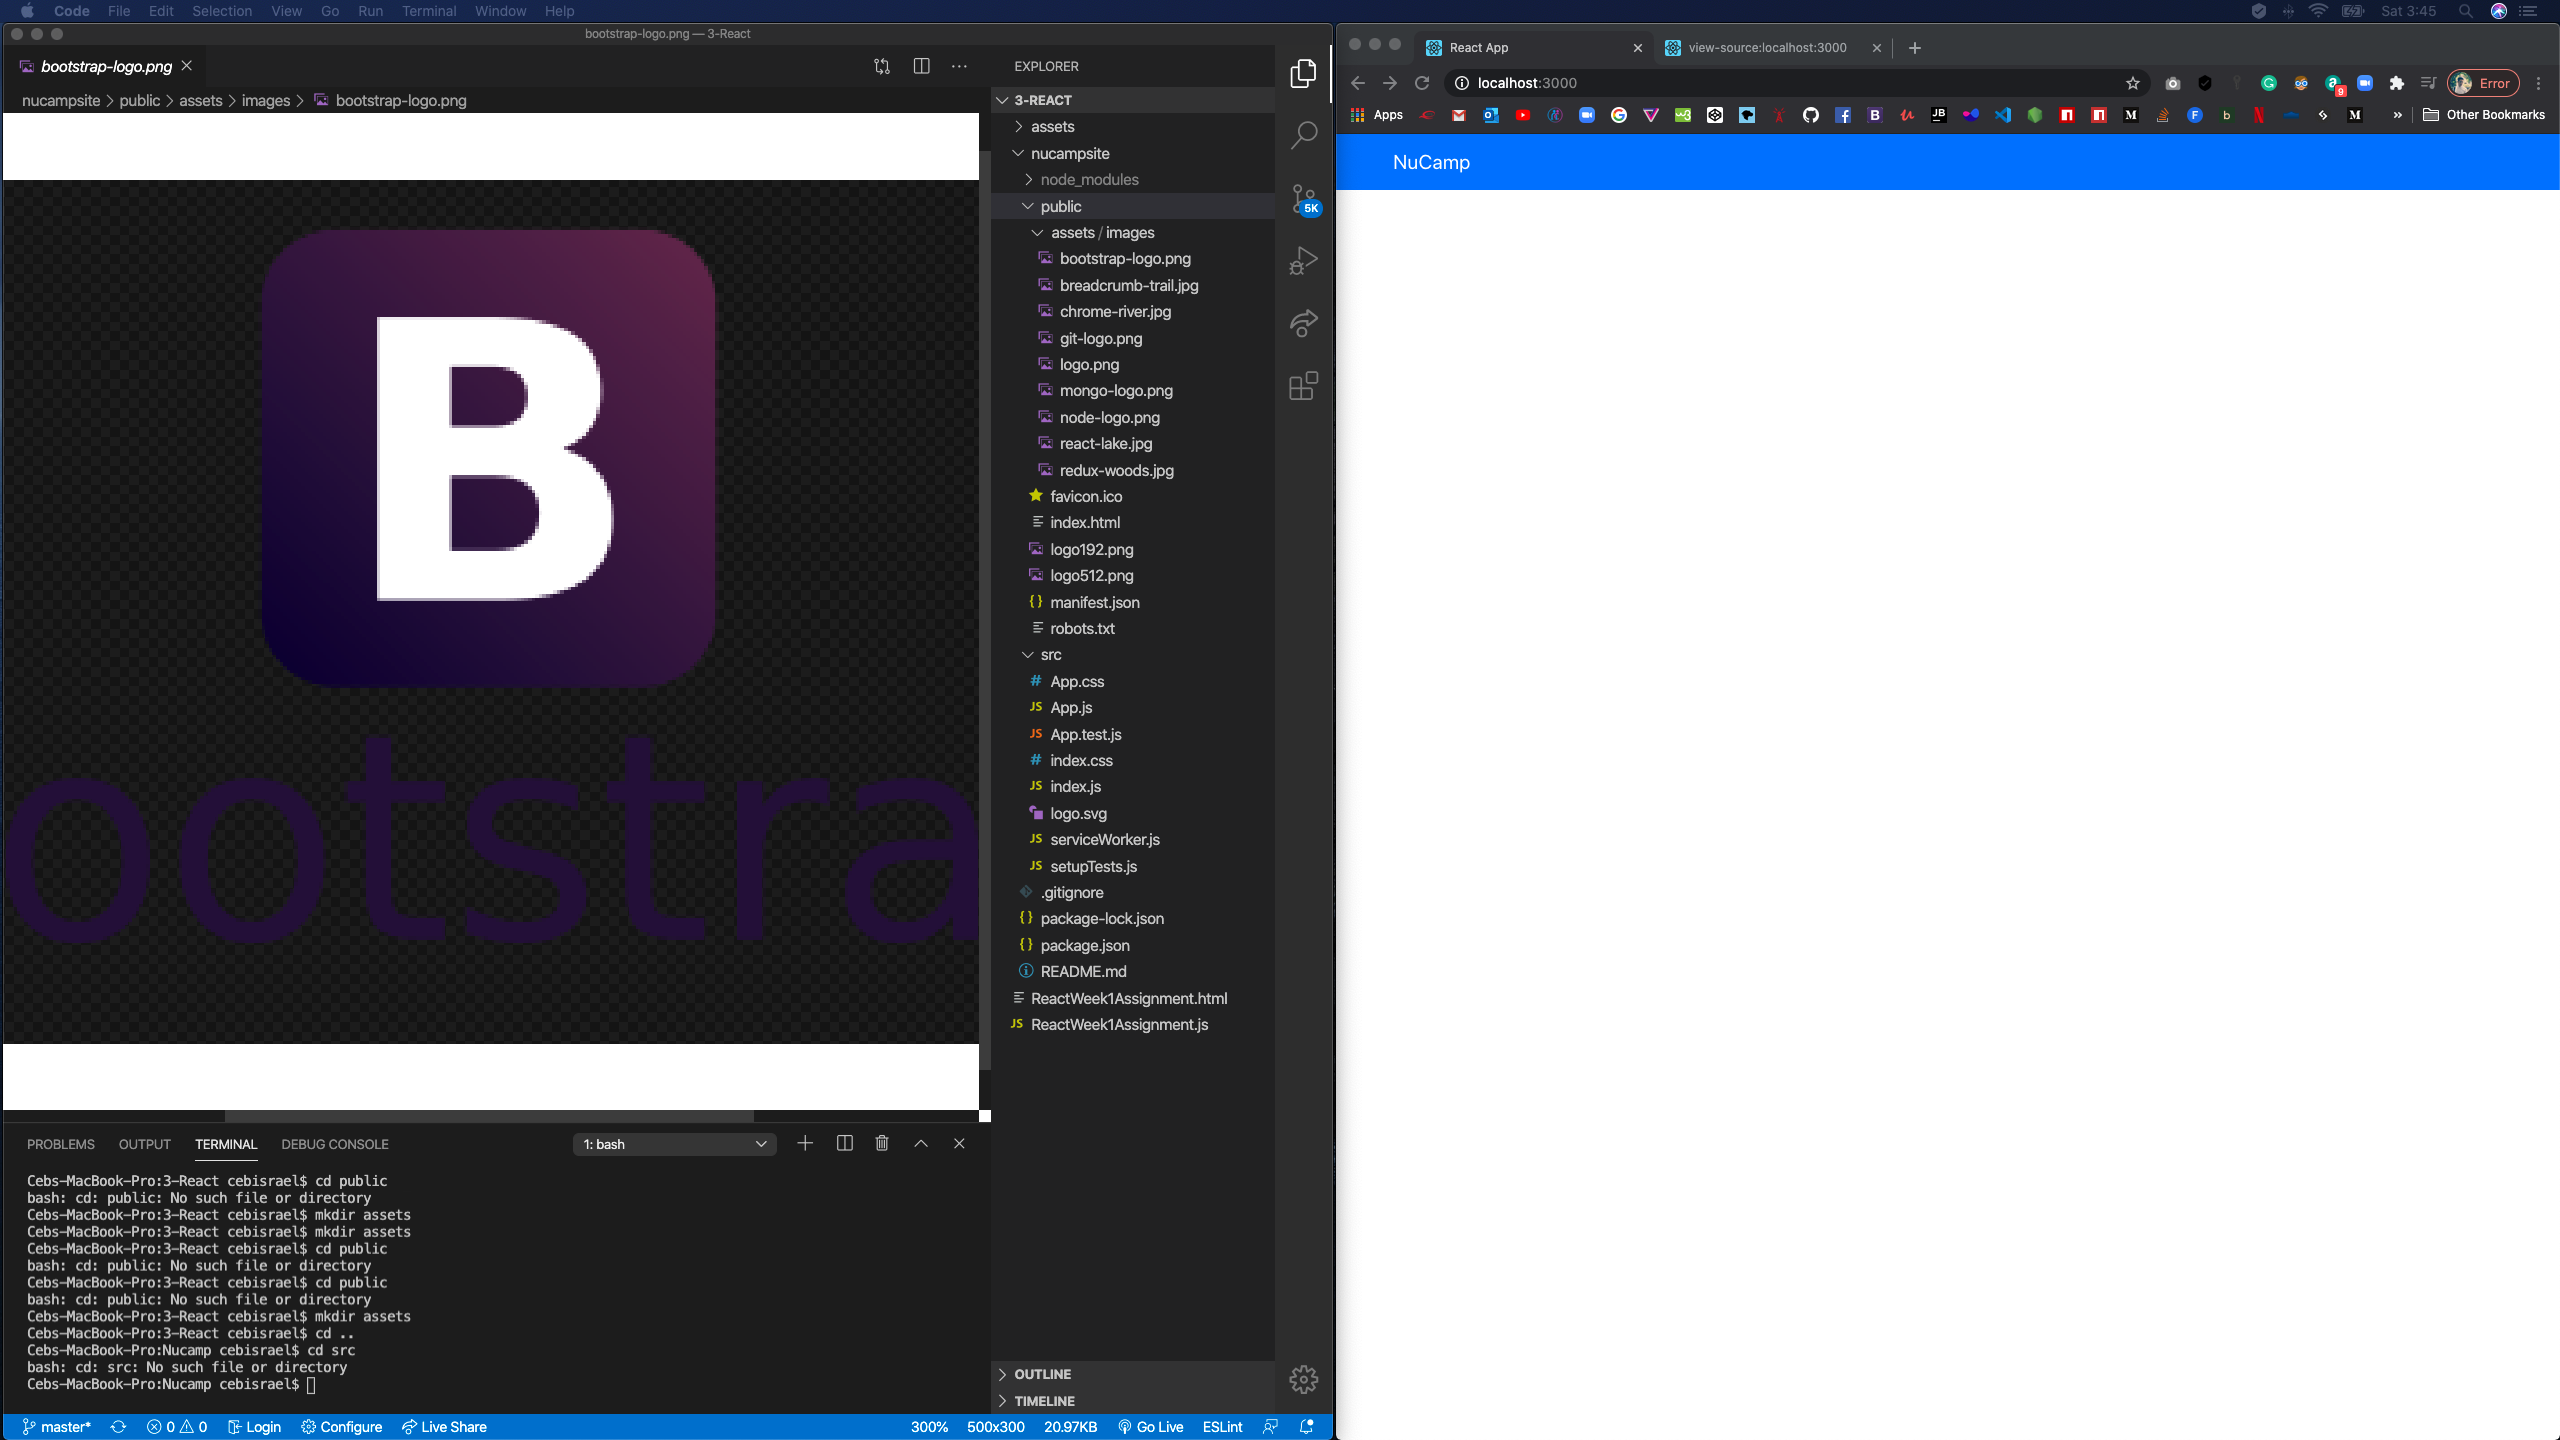 Code File Edit Selection View Go Run Terminal Window Help
Sat 3:45
bootstrap-logo.png — 3-React
bootstrap-logo.png
nucampsite > public > assets > images > bootstrap-logo.png
B
ootstra
EXPLORER
3-REACT
assets
nucampsite
node_modules
public
assets / images
bootstrap-logo.png
breadcrumb-trail.jpg
chrome-river.jpg
git-logo.png
logo.png
mongo-logo.png
node-logo.png
react-lake.jpg
redux-woods.jpg
favicon.ico
index.html
logo192.png
logo512.png
{} manifest.json
robots.txt
src
# App.css
JS App.js
JS App.test.js
# index.css
JS index.js
logo.svg
JS serviceWorker.js
JS setupTests.js
.gitignore
{} package-lock.json
{} package.json
README.md
ReactWeek1Assignment.html
JS ReactWeek1Assignment.js
OUTLINE
TIMELINE
5K
PROBLEMS OUTPUT TERMINAL DEBUG CONSOLE
1: bash
Cebs-MacBook-Pro:3-React cebisrael$ cd public
bash: cd: public: No such file or directory
Cebs-MacBook-Pro:3-React cebisrael$ mkdir assets
Cebs-MacBook-Pro:3-React cebisrael$ mkdir assets
Cebs-MacBook-Pro:3-React cebisrael$ cd public
bash: cd: public: No such file or directory
Cebs-MacBook-Pro:3-React cebisrael$ cd public
bash: cd: public: No such file or directory
Cebs-MacBook-Pro:3-React cebisrael$ mkdir assets
Cebs-MacBook-Pro:3-React cebisrael$ cd ..
Cebs-MacBook-Pro:Nucamp cebisrael$ cd src
bash: cd: src: No such file or directory
Cebs-MacBook-Pro:Nucamp cebisrael$
master* 0 0 Login Configure Live Share
300% 500x300 20.97KB Go Live ESLint
React App
view-source:localhost:3000
localhost:3000
9
Error
Apps
Other Bookmarks
NuCamp